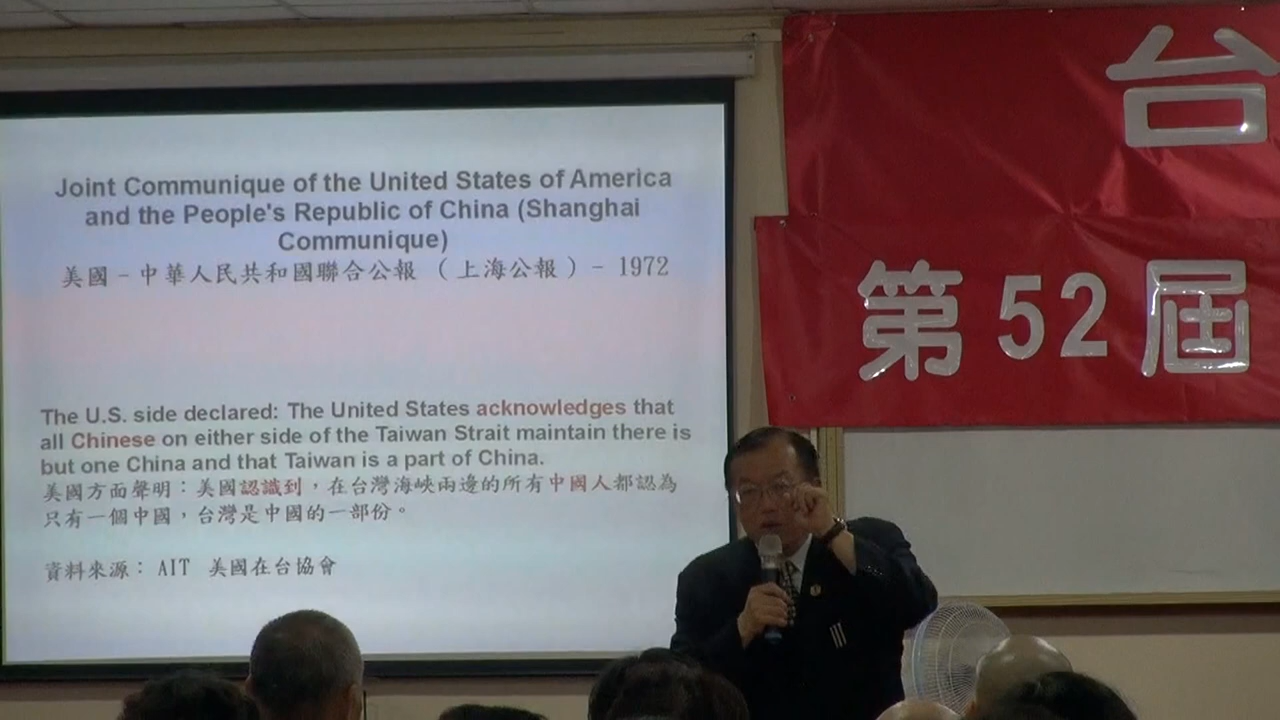 Joint Communique of the United States of America
and the People's Republic of China (Shanghai
Communique)
美國－中華人民共和國聯合公報（上海公報）－ 1972
The U.S. side declared: The United States acknowledges that
all Chinese on either side of the Taiwan Strait maintain there is
but one China and that Taiwan is a part of China.
美國方面聲明：美國認識到，在台灣海峽兩邊的所有中國人都認為
只有一個中國，台灣是中國的一部份。
資料來源： AIT 美國在台協會
台
第52屆